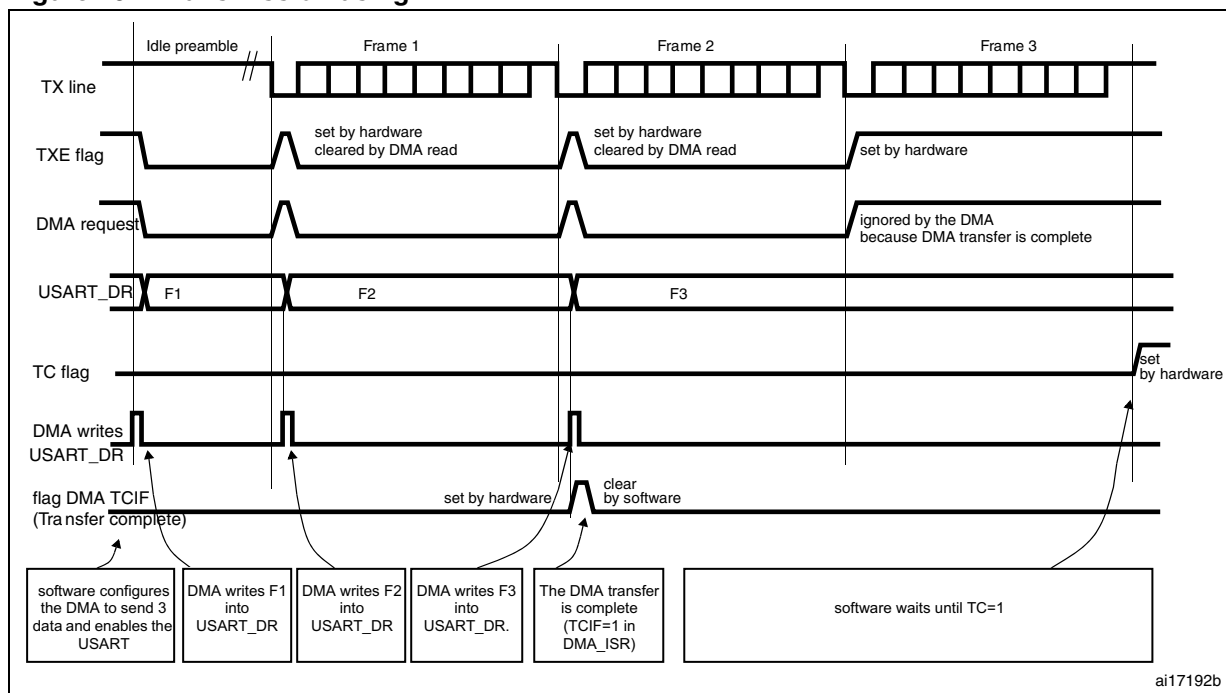 Idle preamble
Frame 1
Frame 2
Frame 3
TX line
TXE flag
set by hardware
cleared by DMA read
set by hardware
cleared by DMA read
set by hardware
DMA request
ignored by the DMA
because DMA transfer is complete
USART_DR
F1
F2
F3
TC flag
set
by hardware
DMA writes
USART_DR
flag DMA TCIF
(Transfer complete)
set by hardware
clear
by software
software configures
the DMA to send 3
data and enables the
USART
DMA writes F1
into
USART_DR
DMA writes F2
into
USART_DR
DMA writes F3
into
USART_DR.
The DMA transfer
is complete
(TCIF=1 in
DMA_ISR)
software waits until TC=1
ai17192b